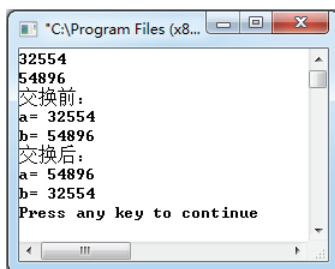 *C:\Program Files (x8...
32554
54896
交换前：
a= 32554
b= 54896
交换后：
a= 54896
b= 32554
Press any key to continue